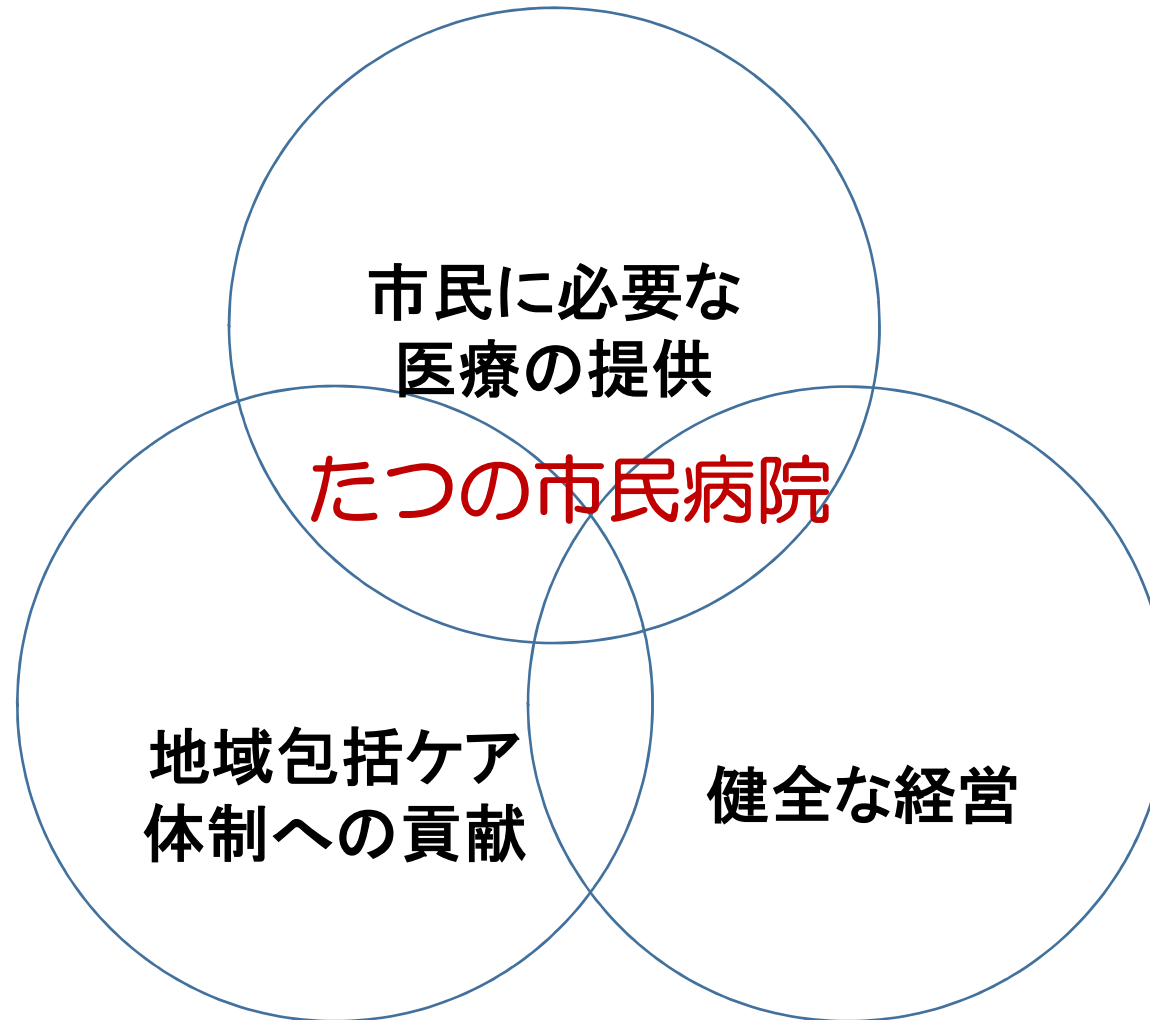 市民に必要な
医療の提供
たつの市民病院
地域包括ケア
体制への貢献
健全な経営